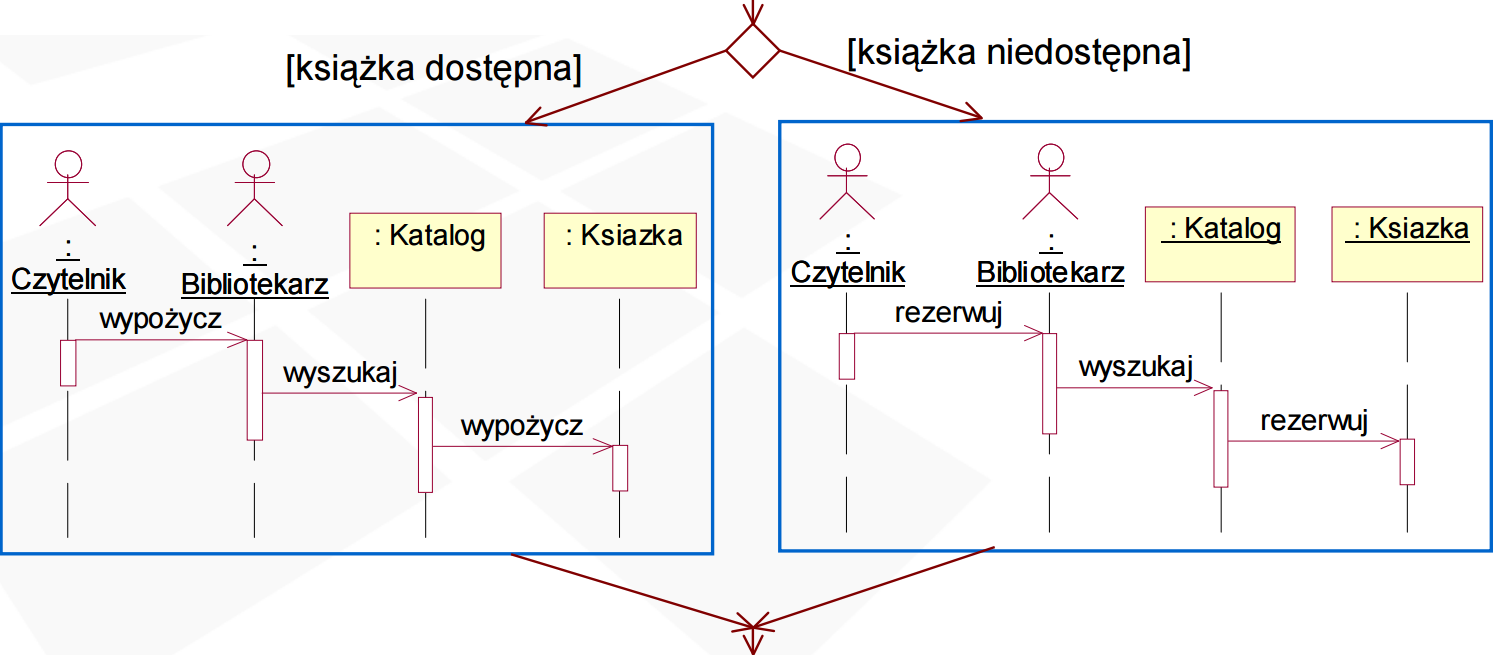 [książka dostępna]
[książka niedostępna]
:
Czytelnik
:
Bibliotekarz
: Katalog
: Ksiazka
wypożycz
wyszukaj
wypożycz
:
Czytelnik
:
Bibliotekarz
: Katalog
: Ksiazka
rezerwuj
wyszukaj
rezerwuj